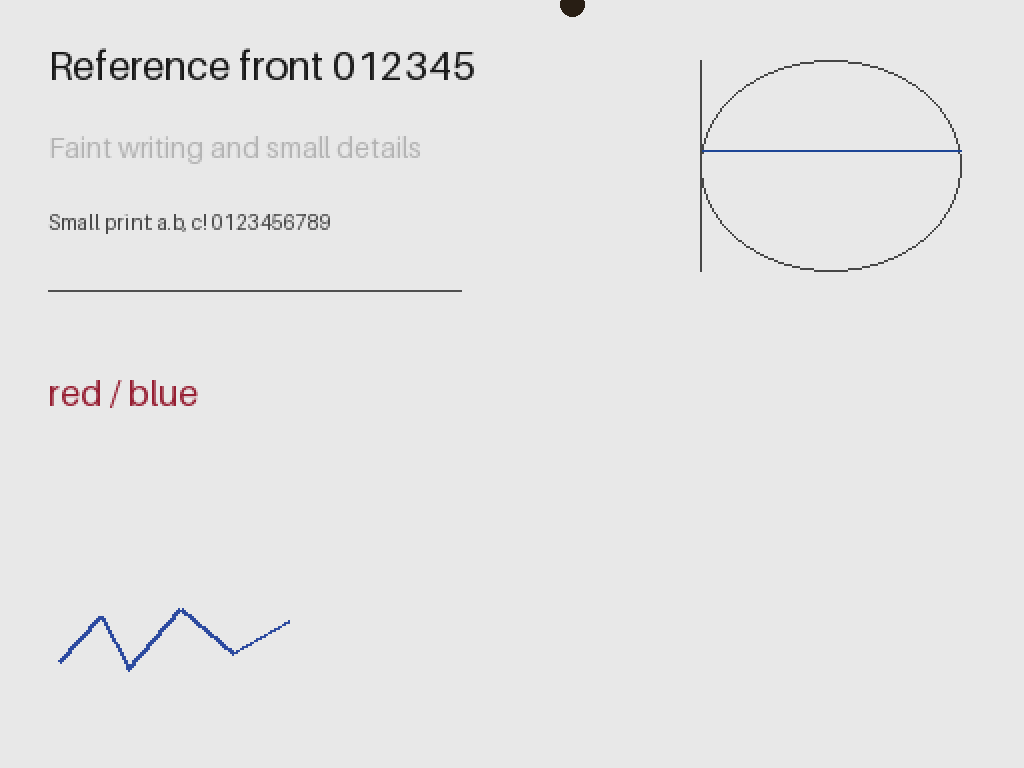 Reference front 012345
Faint writing and small details
Small print a.b, c! 0123456789
red / blue